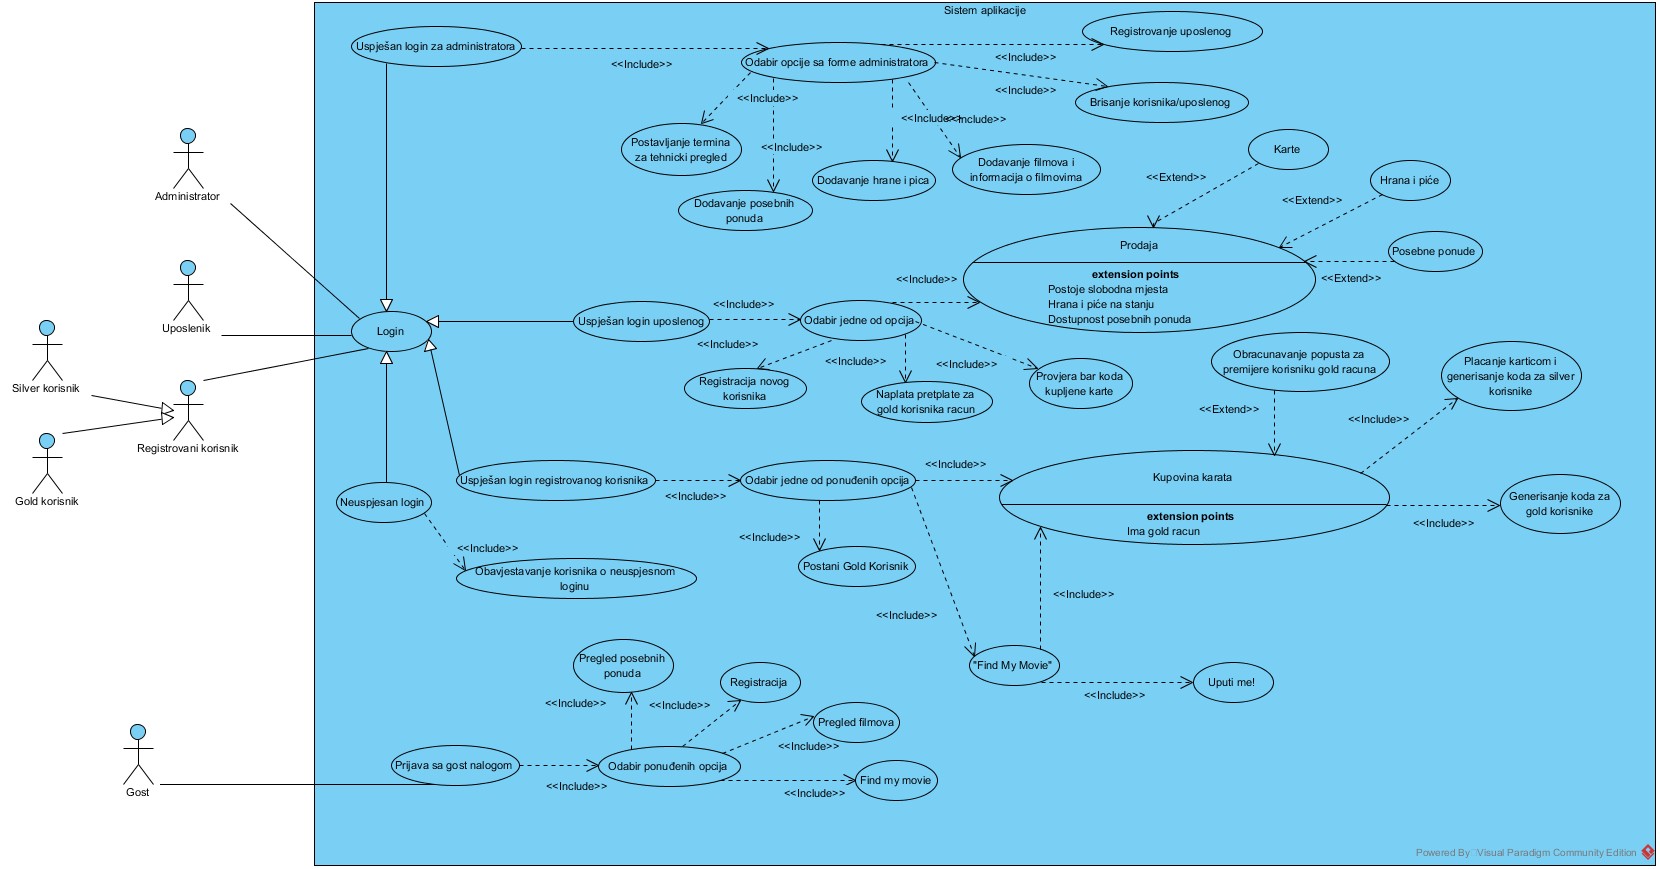 Sistem aplikacije
Uspješan login za administratora
<<Include>>
Odabir opcije sa forme administratora
Registrovanje uposlenog
<<Include>>
<<Include>>
Brisanje korisnika/uposlenog
<<Include>>
Postavljanje termina
za tehnicki pregled
<<Include>>
Dodavanje posebnih
ponuda
<<Include>>
Dodavanje hrane i pica
<<Include>>
Dodavanje filmova i
informacija o filmovima
Administrator
Karte
<<Extend>>
Hrana i piće
<<Extend>>
Posebne ponude
<<Extend>>
Prodaja
extension points
Postoje slobodna mjesta
Hrana i piće na stanju
Dostupnost posebnih ponuda
<<Include>>
Uposlenik
Login
Uspješan login uposlenog
<<Include>>
Odabir jedne od opcija
<<Include>>
Registracija novog
korisnika
<<Include>>
Naplata pretplate za
gold korisnika racun
<<Include>>
Provjera bar koda
kupljene karte
Silver korisnik
Registrovani korisnik
Gold korisnik
Obracunavanje popusta za
premijere korisniku gold racuna
<<Extend>>
Placanje karticom i
generisanje koda za silver
korisnike
<<Include>>
Uspješan login registrovanog korisnika
<<Include>>
Odabir jedne od ponuđenih opcija
<<Include>>
Kupovina karata
extension points
Ima gold racun
<<Include>>
Generisanje koda za
gold korisnike
Neuspjesan login
<<Include>>
Obavjestavanje korisnika o neuspjesnom
loginu
<<Include>>
Postani Gold Korisnik
<<Include>>
<<Include>>
"Find My Movie"
<<Include>>
Uputi me!
Pregled posebnih
ponuda
<<Include>>
Registracija
<<Include>>
Pregled filmova
<<Include>>
Gost
Prijava sa gost nalogom
<<Include>>
Odabir ponuđenih opcija
<<Include>>
Find my movie
Powered By Visual Paradigm Community Edition